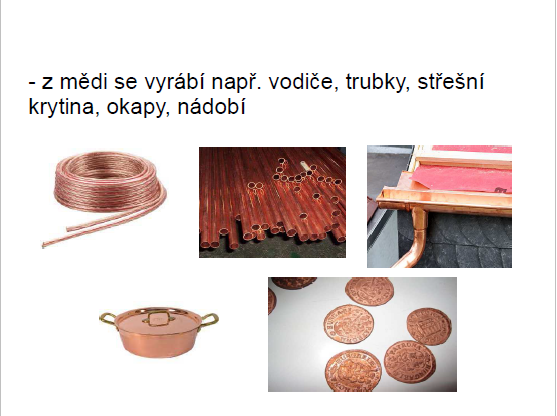 - z mědi se vyrábí např. vodiče, trubky, střešní
krytina, okapy, nádobí